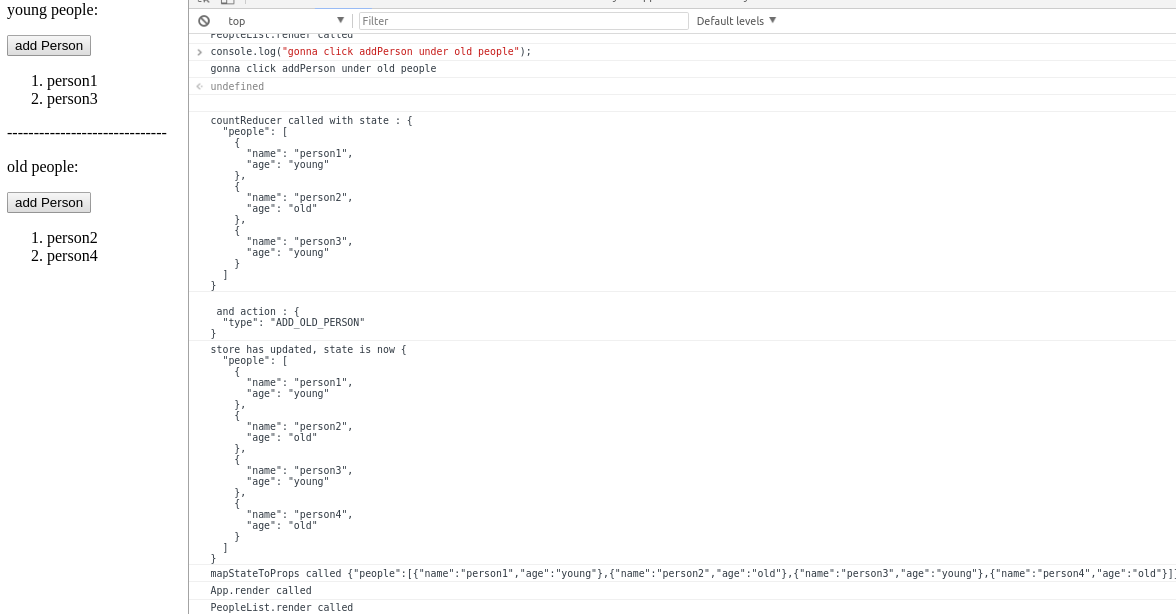 young people:
add Person
1. person1
2. person3
------------------------------
old people:
add Person
1. person2
2. person4
top
Filter
Default levels
PeopleList.render called
console.log("gonna click addPerson under old people");
gonna click addPerson under old people
undefined
countReducer called with state : {
"people": [
{
"name": "person1",
"age": "young"
},
{
"name": "person2",
"age": "old"
},
{
"name": "person3",
"age": "young"
}
]
}
and action : {
"type": "ADD_OLD_PERSON"
}
store has updated, state is now {
"people": [
{
"name": "person1",
"age": "young"
},
{
"name": "person2",
"age": "old"
},
{
"name": "person3",
"age": "young"
},
{
"name": "person4",
"age": "old"
}
]
}
mapStateToProps called {"people":[{"name":"person1","age":"young"},{"name":"person2","age":"old"},{"name":"person3","age":"young"},{"name":"person4","age":"old"}]
App.render called
PeopleList.render called